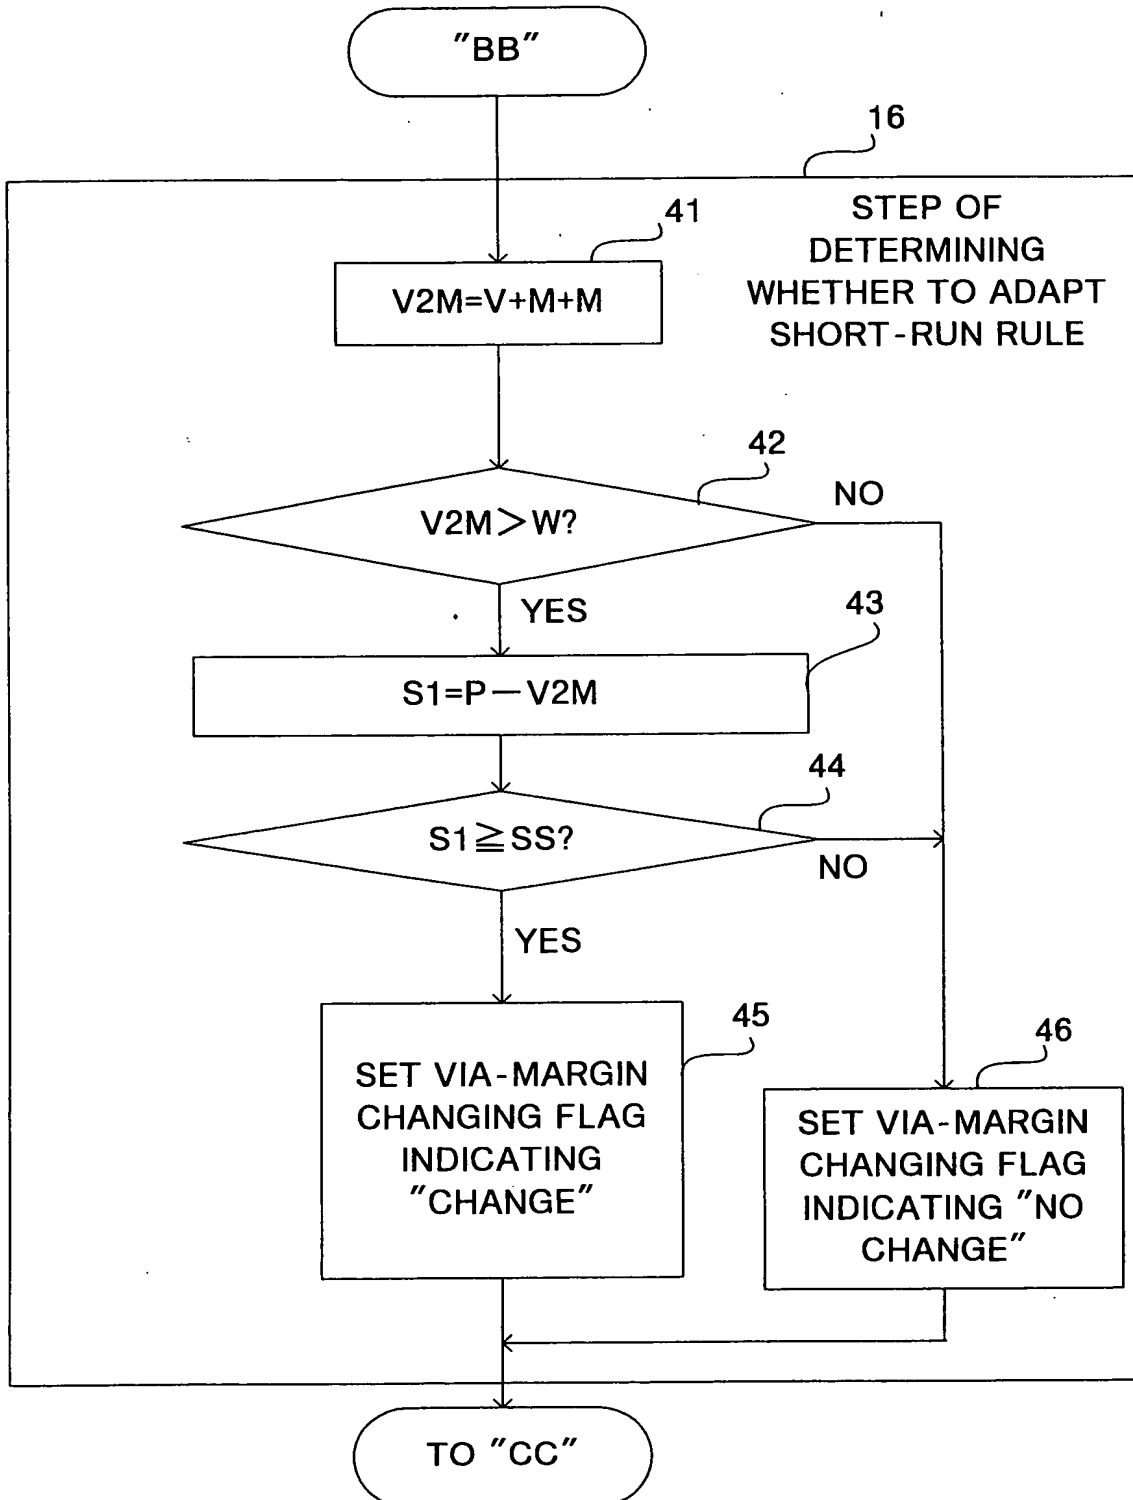 "BB"
16
STEP OF
DETERMINING
WHETHER TO ADAPT
SHORT-RUN RULE
41
V2M=V+M+M
42
V2M>W?
NO
YES
43
S1=P-V2M
44
S1≧SS?
NO
YES
45
SET VIA-MARGIN
CHANGING FLAG
INDICATING
"CHANGE"
46
SET VIA-MARGIN
CHANGING FLAG
INDICATING "NO
CHANGE"
TO "CC"